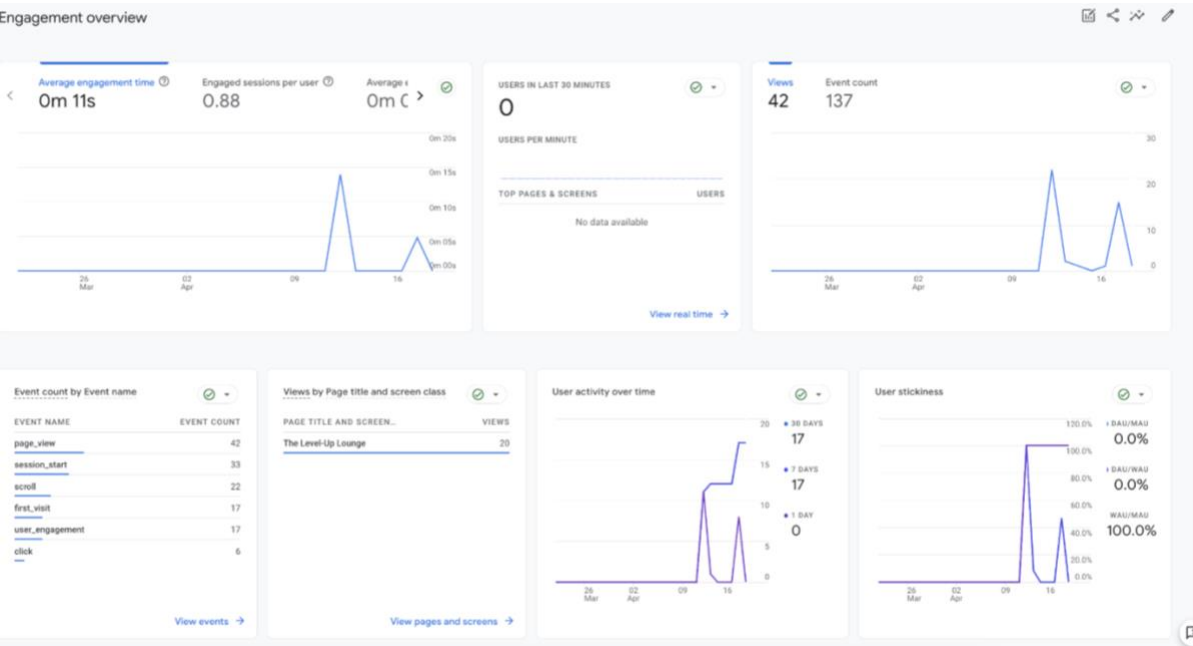 Engagement overview
Average engagement time
0m 11s
Engaged sessions per user
0.88
Average
0m
0m 20s
0m 15s
0m 10s
0m 05s
0m 00s
26
Mar
02
Apr
09
16
USERS IN LAST 30 MINUTES
0
USERS PER MINUTE
TOP PAGES & SCREENS USERS
No data available
View real time
Views
42
Event count
137
30
20
10
0
26
Mar
02
Apr
09
16
Event count by Event name
EVENT NAME EVENT COUNT
page_view 42
session_start 33
scroll 22
first_visit 17
user_engagement 17
click 6
View events
Views by Page title and screen class
PAGE TITLE AND SCREEN... VIEWS
The Level-Up Lounge 20
View pages and screens
User activity over time
20
15
10
5
0
26
Mar
02
Apr
09
16
30 DAYS
17
7 DAYS
17
1 DAY
0
User stickiness
120.0%
100.0%
80.0%
60.0%
40.0%
20.0%
0.0%
26
Mar
02
Apr
09
16
DAU/MAU
0.0%
DAU/WAU
0.0%
WAU/MAU
100.0%